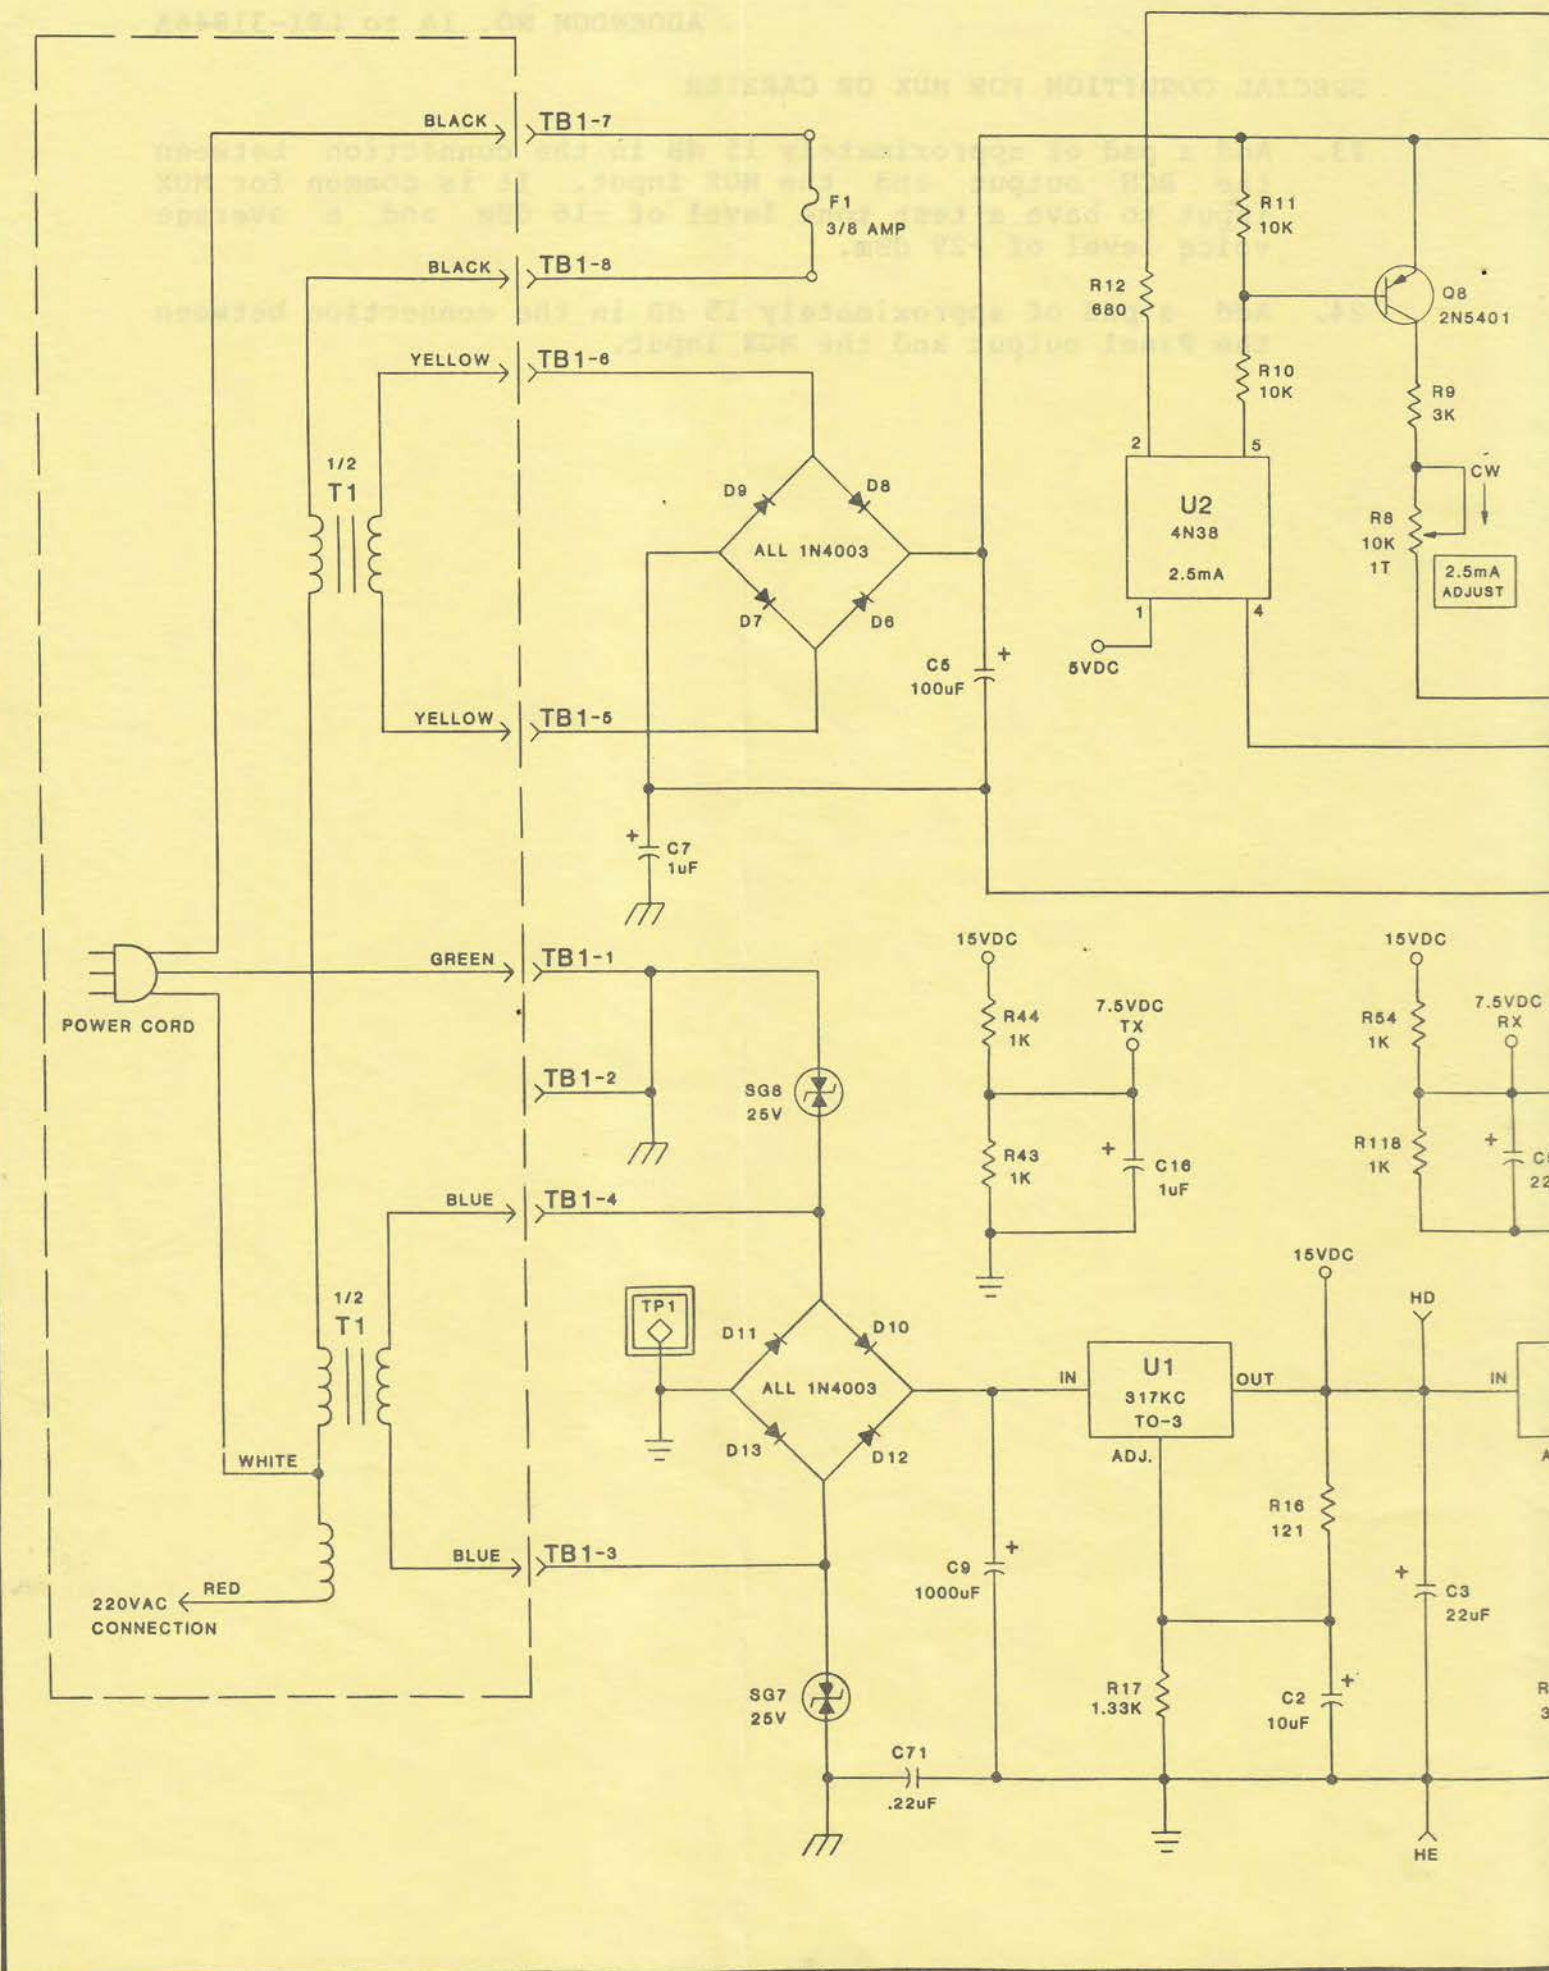 BLACK
TB1-7
F1
3/8 AMP
BLACK
TB1-8
YELLOW
TB1-6
1/2
T1
D9
D8
ALL 1N4003
D7
D6
YELLOW
TB1-5
C7
1uF
+
C5
100uF
+
R12
680
R11
10K
R10
10K
Q8
2N5401
R9
3K
CW
R8
10K
1T
2.5mA
ADJUST
2
5
U2
4N38
2.5mA
1
4
5VDC
POWER CORD
GREEN
TB1-1
TB1-2
SG8
25V
BLUE
TB1-4
1/2
T1
TP1
D11
D10
ALL 1N4003
D13
D12
WHITE
BLUE
TB1-3
RED
220VAC
CONNECTION
SG7
25V
C71
.22uF
15VDC
R44
1K
7.5VDC
TX
R43
1K
+
C16
1uF
15VDC
R54
1K
7.5VDC
RX
R118
1K
+
15VDC
HD
IN
U1
317KC
TO-3
OUT
ADJ.
IN
R16
121
C9
1000uF
+
+
C3
22uF
R17
1.33K
C2
10uF
+
HE